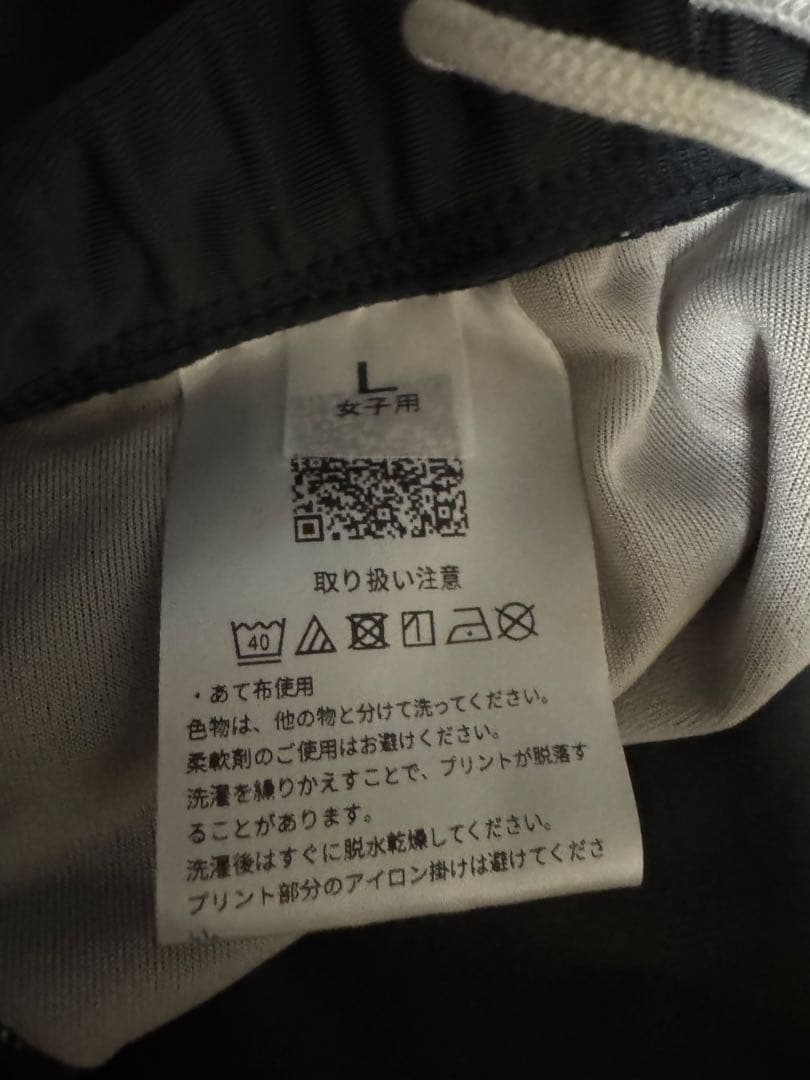 L
女子用
取り扱い注意
40
・あて布使用
色物は、他の物と分けて洗ってください。
柔軟剤のご使用はお避けください。
洗濯を繰りかえすことで、プリントが脱落す
ることがあります。
洗濯後はすぐに脱水乾燥してください。
プリント部分のアイロン掛けは避けてくださ
い。